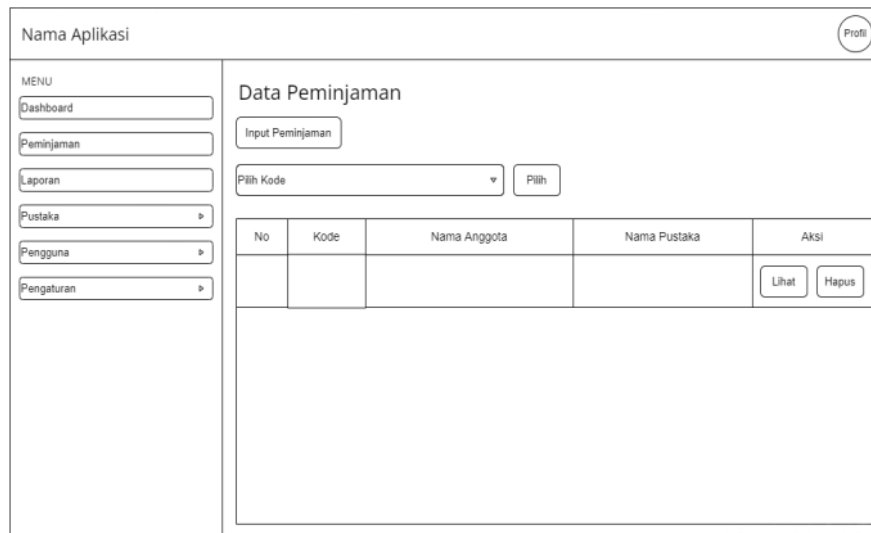 Nama Aplikasi
Profil
MENU
Dashboard
Peminjaman
Laporan
Pustaka
Pengguna
Pengaturan
Data Peminjaman
Input Peminjaman
Pilih Kode
Pilih
No Kode Nama Anggota Nama Pustaka Aksi
Lihat Hapus